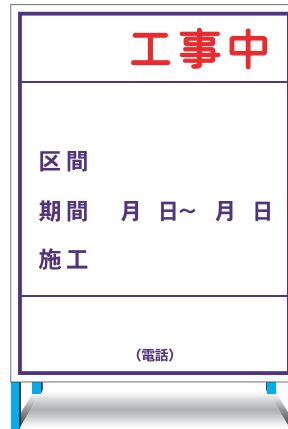 工事中
区間
期間　月　日～　月　日
施工
（電話）